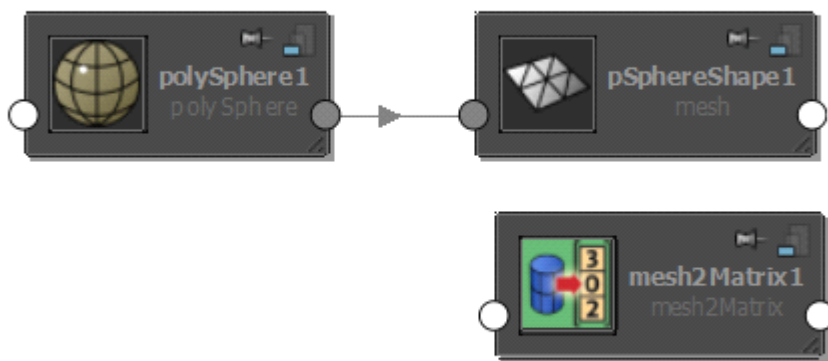 polySphere1
polySphere
pSphereShape1
mesh
3
0
2
mesh2Matrix1
mesh2Matrix